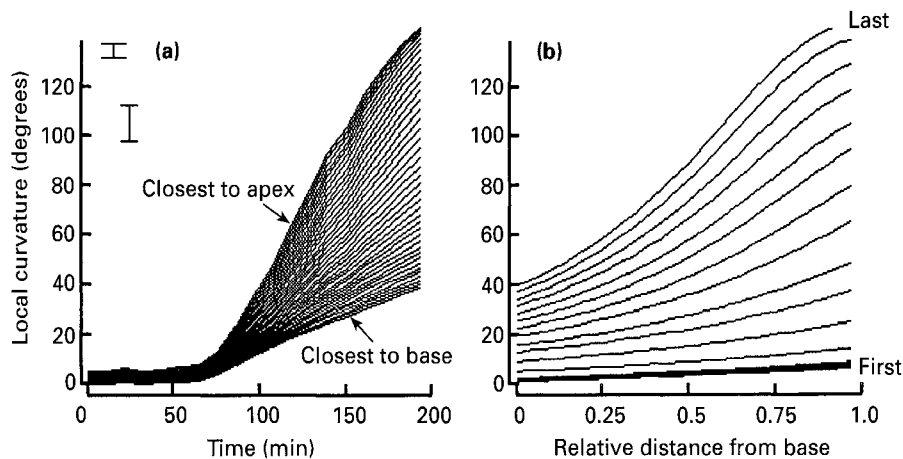 (a)
Local curvature (degrees)
120
100
80
60
40
20
0
Closest to apex
Closest to base
0
50
100
150
200
Time (min)
(b)
Last
First
120
100
80
60
40
20
0
0
0.25
0.5
0.75
1.0
Relative distance from base